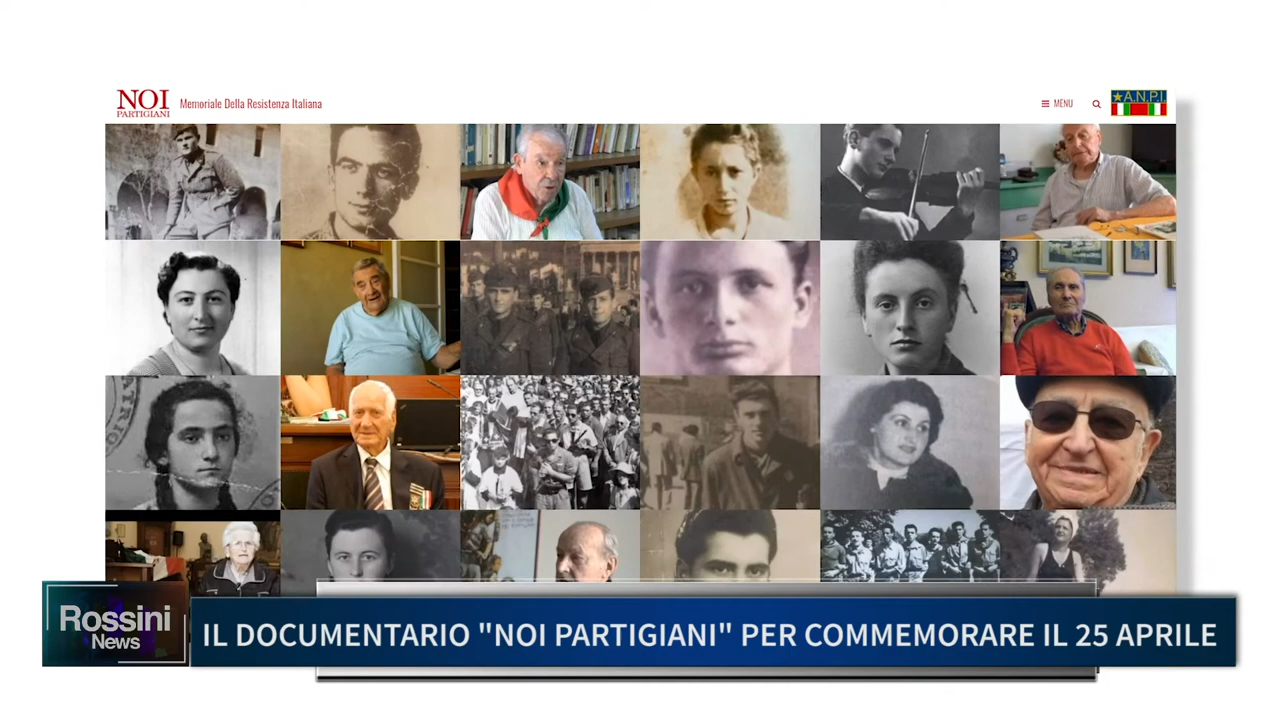 NOI
PARTIGIANI
Memoriale Della Resistenza Italiana
MENU
A.N.P.I.
Rossini
News
IL DOCUMENTARIO "NOI PARTIGIANI" PER COMMEMORARE IL 25 APRILE